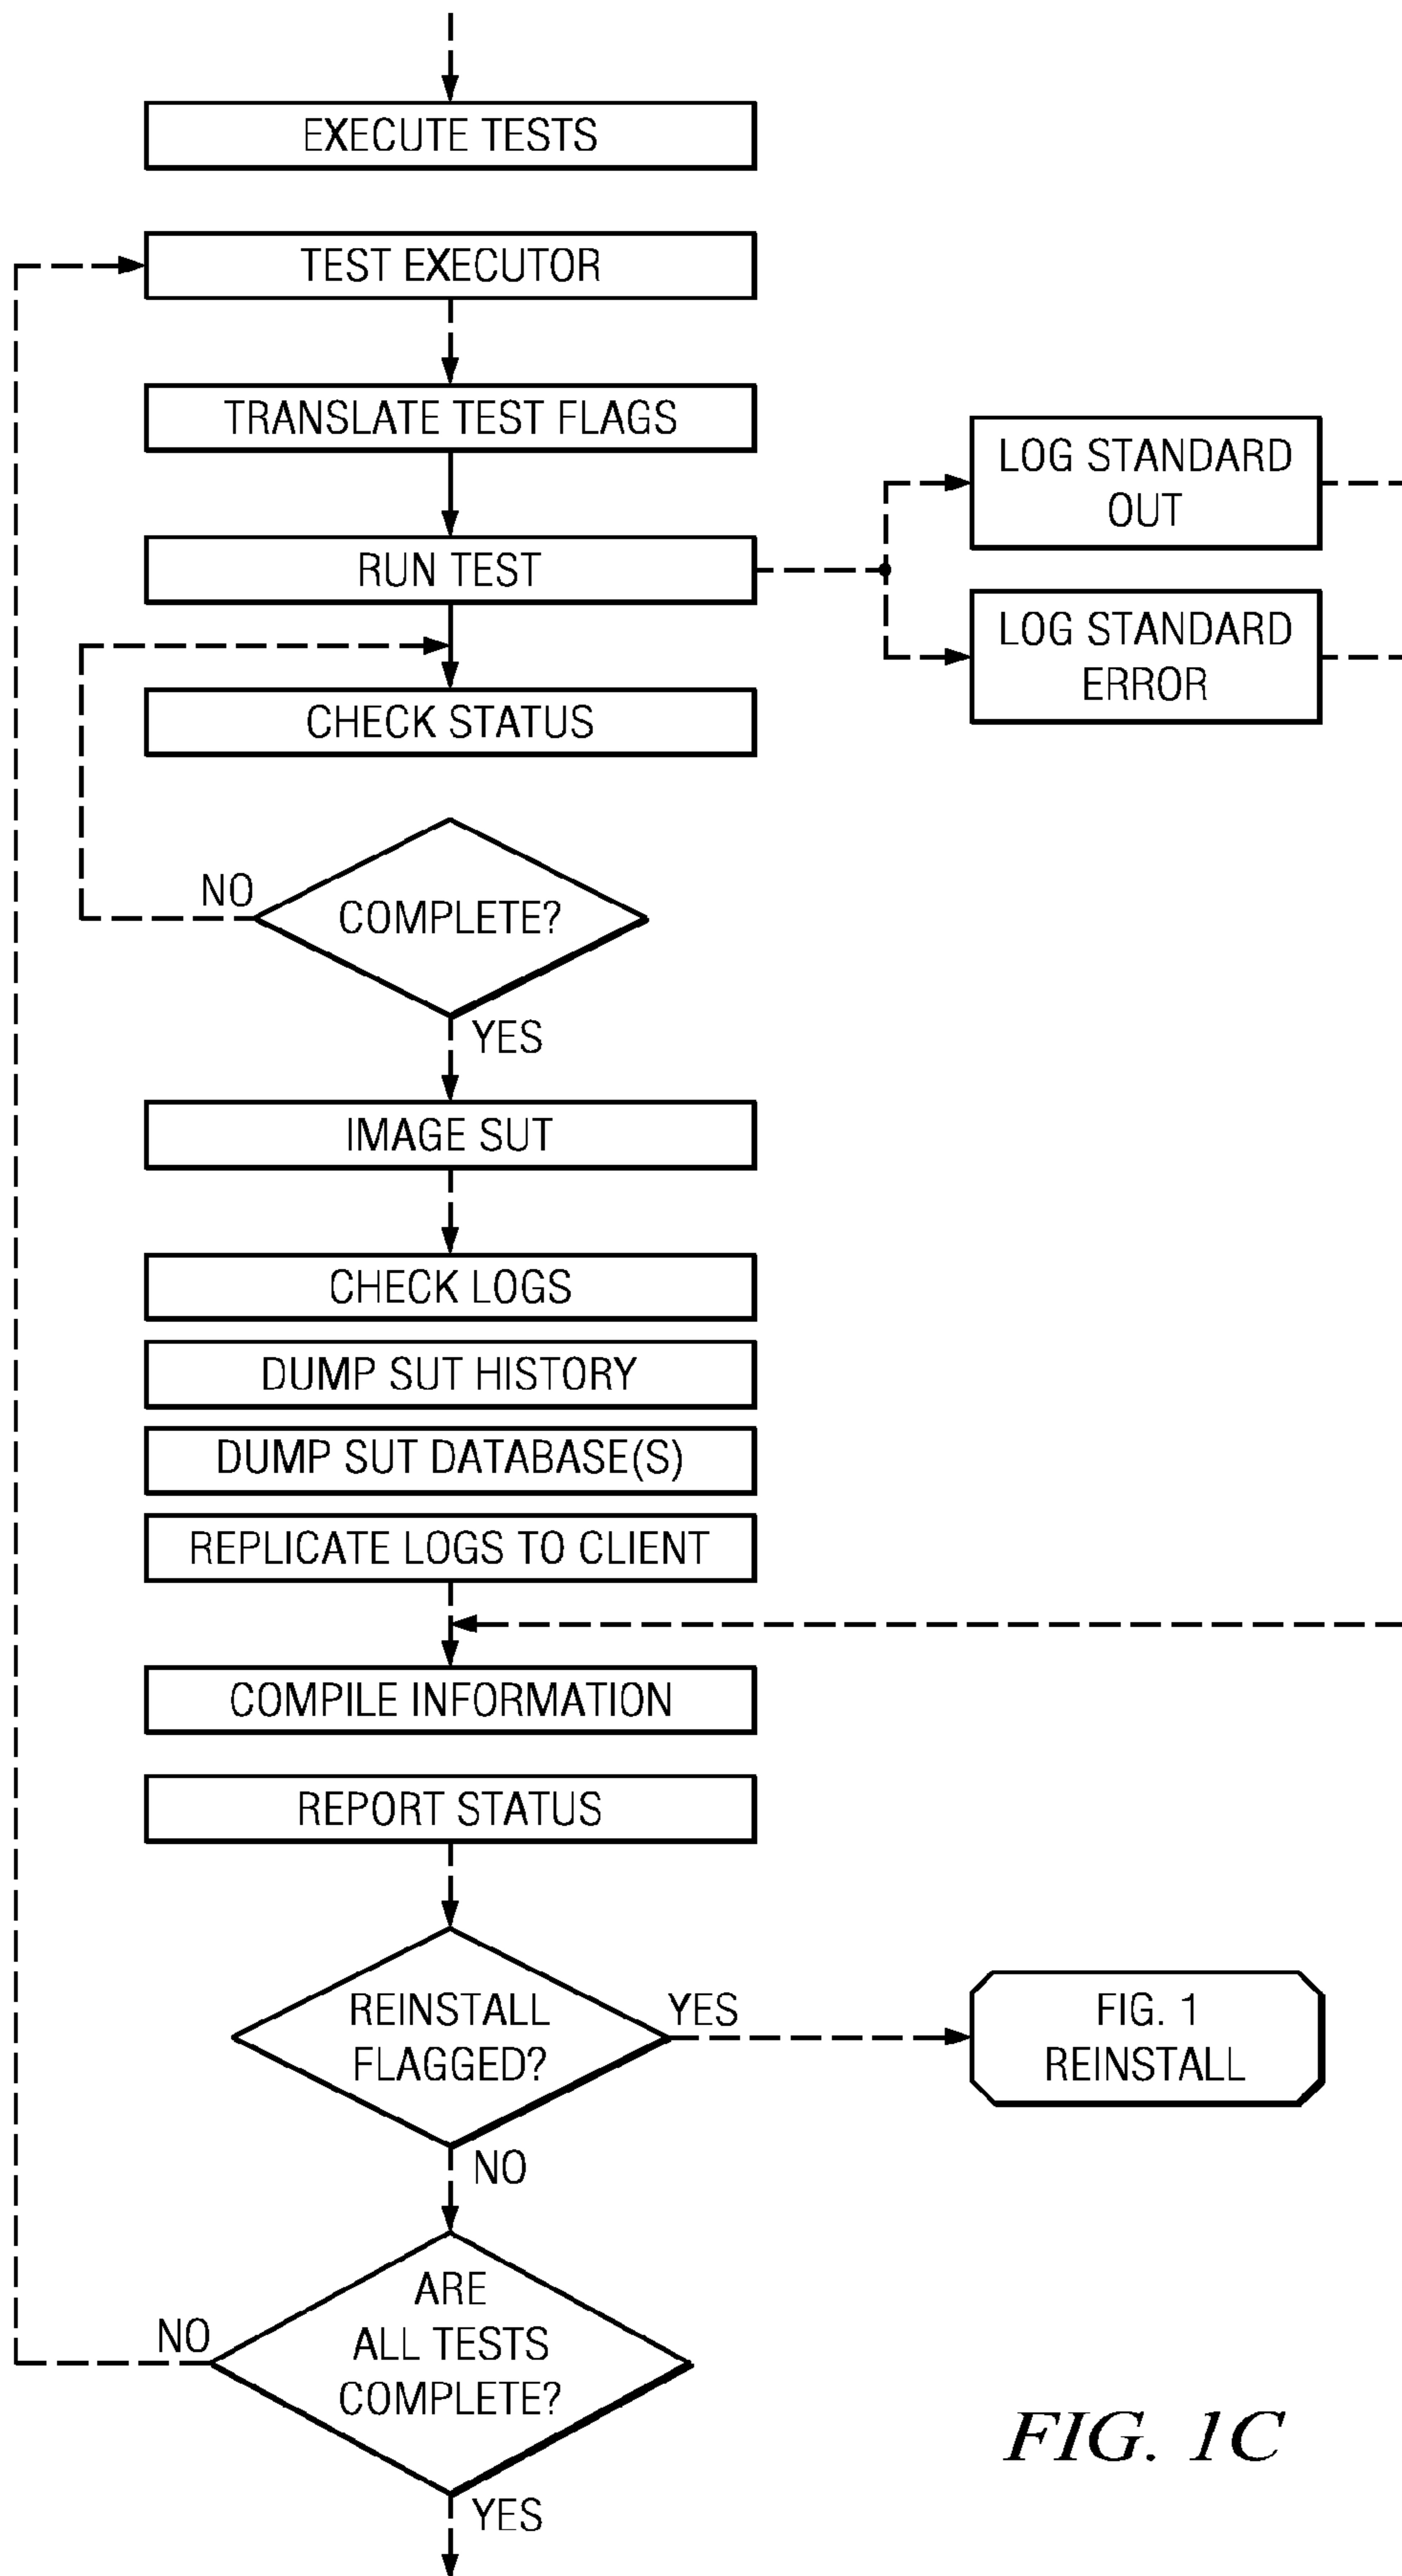 EXECUTE TESTS
TEST EXECUTOR
TRANSLATE TEST FLAGS
LOG STANDARD
OUT
RUN TEST
LOG STANDARD
ERROR
CHECK STATUS
NO
COMPLETE?
YES
IMAGE SUT
CHECK LOGS
DUMP SUT HISTORY
DUMP SUT DATABASE(S)
REPLICATE LOGS TO CLIENT
COMPILE INFORMATION
REPORT STATUS
REINSTALL
FLAGGED?
YES
FIG. 1
REINSTALL
NO
ARE
ALL TESTS
COMPLETE?
NO
YES
FIG. 1C